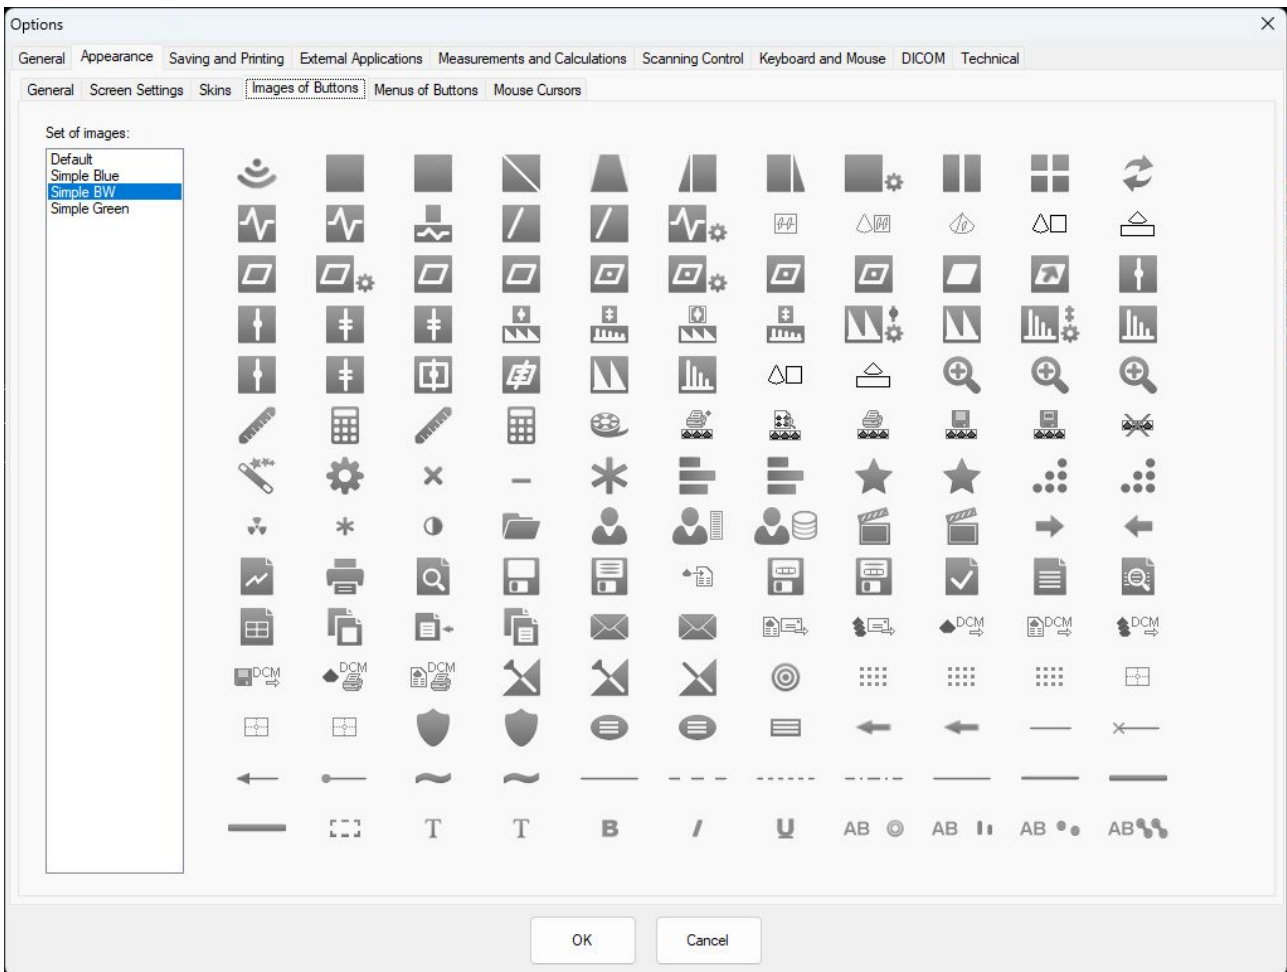 Options
General Appearance Saving and Printing External Applications Measurements and Calculations Scanning Control Keyboard and Mouse DICOM Technical
General Screen Settings Skins Images of Buttons Menus of Buttons Mouse Cursors
Set of images:
Default
Simple Blue
Simple BW
Simple Green
DCM DCM DCM
DCM DCM DCM
T T B I U AB AB AB AB
OK Cancel